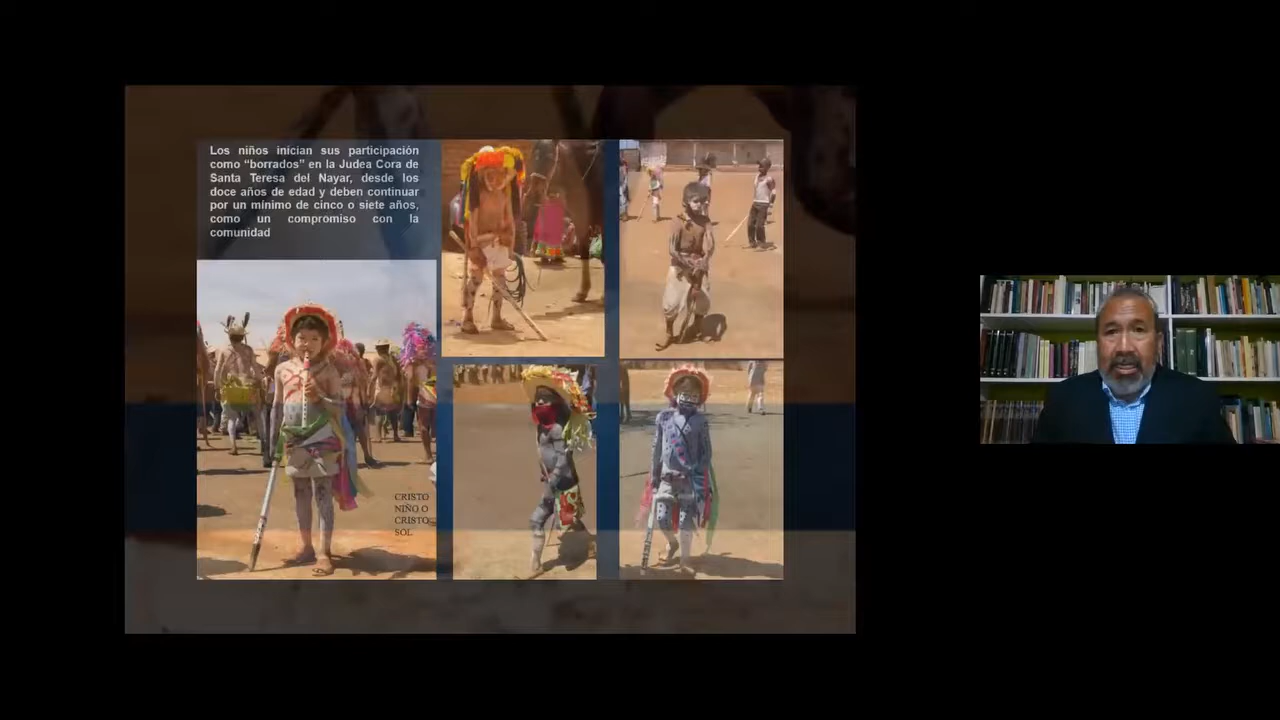 Los niños inician sus participación
como “borrados” en la Judea Cora de
Santa Teresa del Nayar, desde los
doce años de edad y deben continuar
por un mínimo de cinco o siete años,
como un compromiso con la
comunidad
CRISTO
NIÑO O
CRISTO
SOL